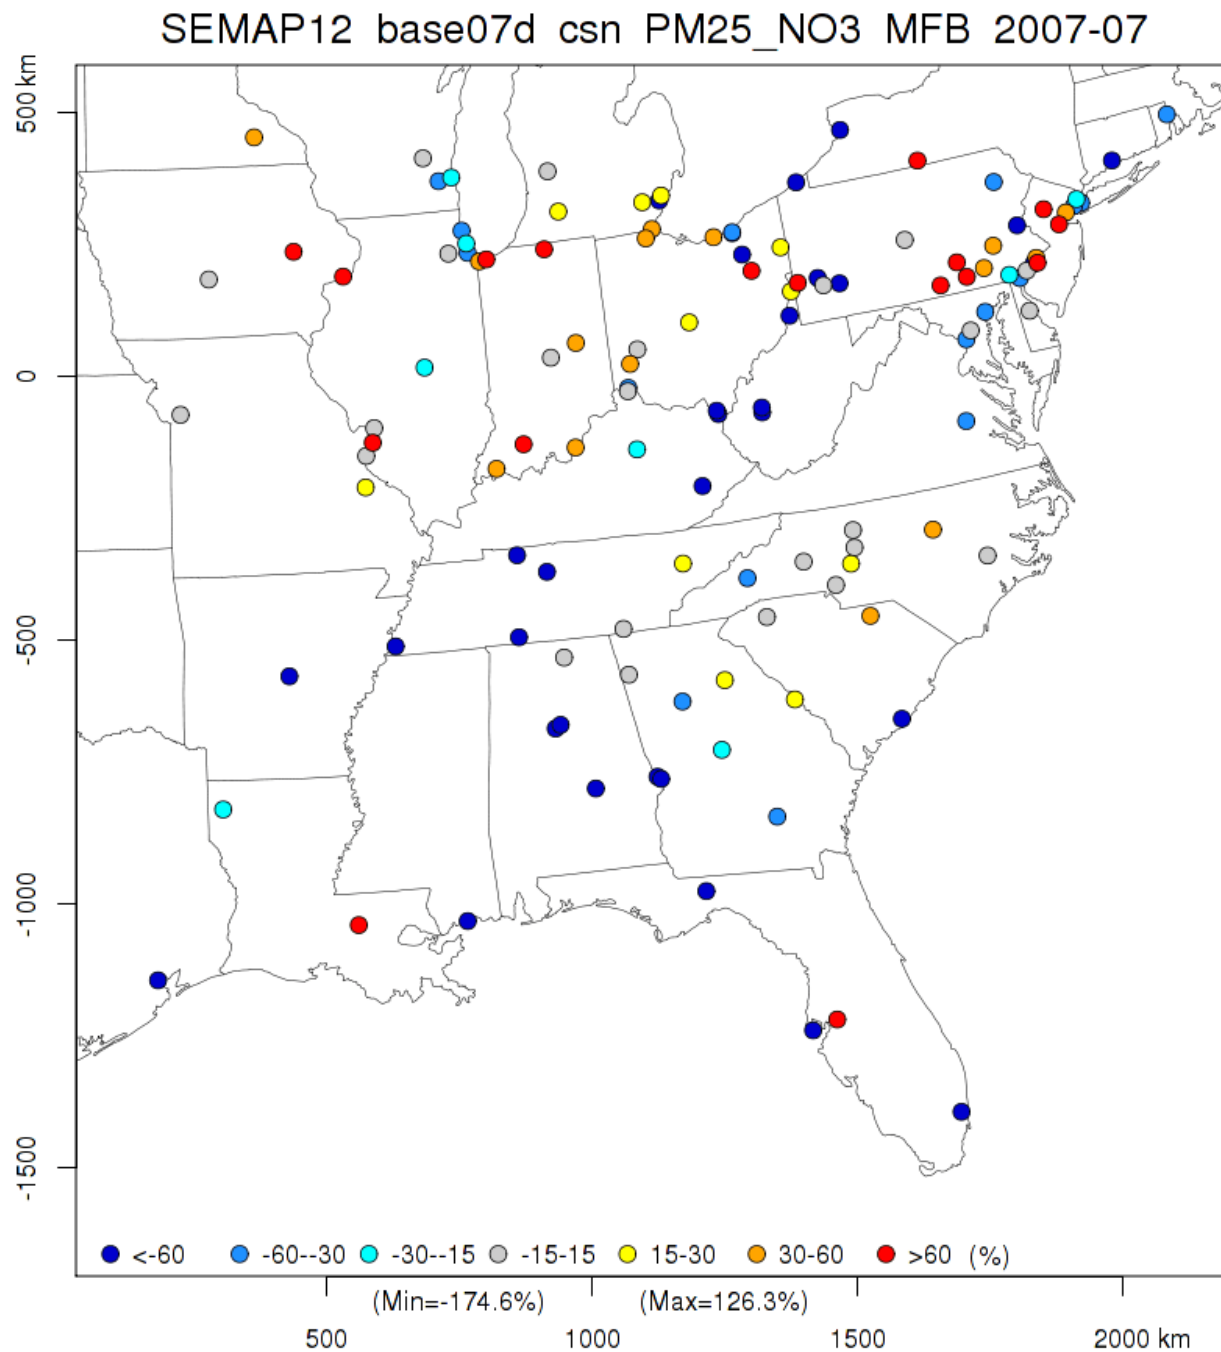 SEMAP12 base07d csn PM25_NO3 MFB 2007-07
500 km
0
-500
-1000
-1500
<-60 -60--30 -30--15 -15-15 15-30 30-60 >60 (%)
(Min=-174.6%) (Max=126.3%)
500 1000 1500 2000 km